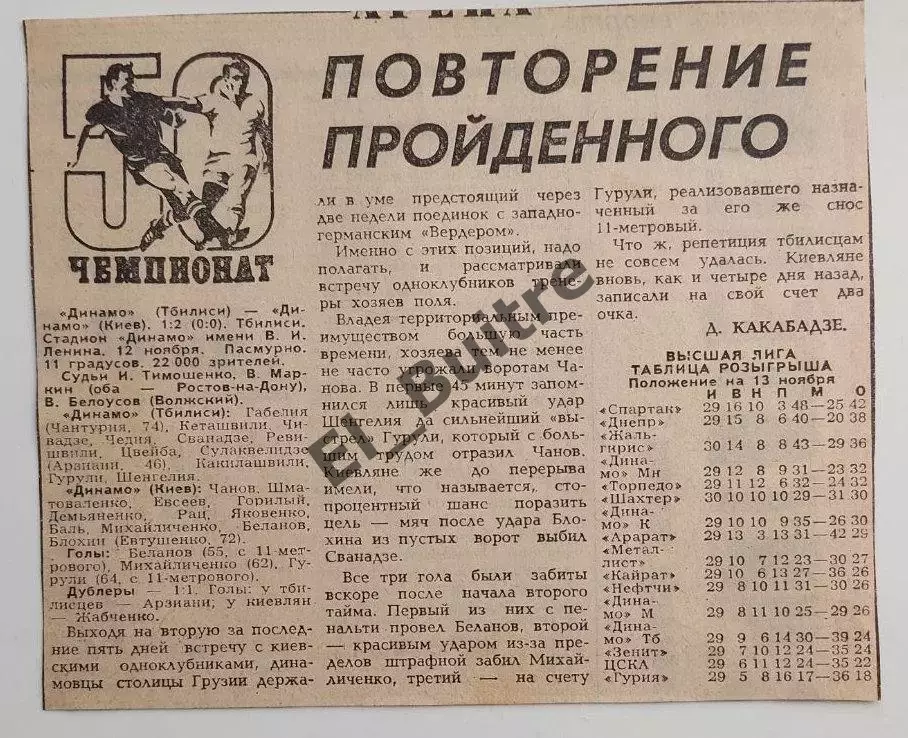 АРЕНА
50
ЧЕМПИОНАТ
ПОВТОРЕНИЕ
ПРОЙДЕННОГО
«Динамо» (Тбилиси) — «Ди-
намо» (Киев). 1:2 (0:0). Тбилиси.
Стадион «Динамо» имени В. И.
Ленина. 12 ноября. Пасмурно.
11 градусов. 22 000 зрителей.
Судьи И. Тимошенко, В. Мар-
кин (оба — Ростов-на-Дону),
В. Белоусов (Волжский).
«Динамо» (Тбилиси): Габелия
(Чантурия, 74), Кеташвили, Чи-
вадзе, Чедия, Сванадзе, Реви-
швили, Цвейба, Сулаквелидзе
(Арзиани, 46), Какилашвили,
Гурули, Шенгелия.
«Динамо» (Киев): Чанов, Шма-
товаленко, Евсеев, Горилый,
Демьяненко, Рац, Яковенко,
Баль, Михайличенко, Беланов,
Блохин (Евтушенко, 72).
Голы: Беланов (55, с 11-мет-
рового), Михайличенко (62), Гу-
рули (64, с 11-метрового).
Дублеры — 1:1. Голы: у тби-
лисцев — Арзиани; у киевлян
— Жабченко.
Выходя на вторую за послед-
ние пять дней встречу с киев-
скими одноклубниками, дина-
мовцы столицы Грузии держа-
ли в уме предстоящий через
две недели поединок с западно-
германским «Вердером».
Именно с этих позиций, надо
полагать, и рассматривали
встречу одноклубников трене-
ры хозяев поля.
Владея территориальным пре-
имуществом большую часть
времени, хозяева тем не менее
не часто угрожали воротам Ча-
нова. В первые 45 минут запом-
нился лишь красивый удар
Шенгелия да сильнейший «вы-
стрел» Гурули, который с боль-
шим трудом отразил Чанов.
Киевляне же до перерыва
имели, что называется, сто-
процентный шанс поразить
цель — мяч после удара Бло-
хина из пустых ворот выбил
Сванадзе.
Все три гола были забиты
вскоре после начала второго
тайма. Первый из них с пе-
нальти провел Беланов, второй
— красивым ударом из-за пре-
делов штрафной забил Михай-
личенко, третий — на счету
Гурули, реализовавшего назна-
ченный за его же снос
11-метровый.
Что ж, репетиция тбилисцам
не совсем удалась. Киевляне
вновь, как и четыре дня назад,
записали на свой счет два
очка.
Д. КАКАБАДЗЕ.
ВЫСШАЯ ЛИГА
ТАБЛИЦА РОЗЫГРЫША
Положение на 13 ноября
И В Н П М О
«Спартак» 29 16 10 3 48—25 42
«Днепр» 29 15 8 6 40—20 38
«Жаль-
гирис» 30 14 8 8 43—29 36
«Дина-
мо» Мн 29 12 8 9 31—23 32
«Торпедо» 29 11 12 6 32—24 32
«Шахтер» 30 10 10 10 29—31 30
«Дина-
мо» К 29 10 10 9 35—26 30
«Арарат» 29 13 3 13 31—42 29
«Метал-
лист» 29 10 7 12 23—30 27
«Кайрат» 29 10 6 13 27—36 26
«Нефтчи» 29 8 10 11 31—30 26
«Дина-
мо» М 29 8 11 10 25—29 26
«Дина-
мо» Тб 29 9 6 14 30—39 24
«Зенит» 29 7 10 12 24—35 24
ЦСКА 29 6 11 12 24—35 22
«Гурия» 29 5 8 16 17—36 18
El_Buitre